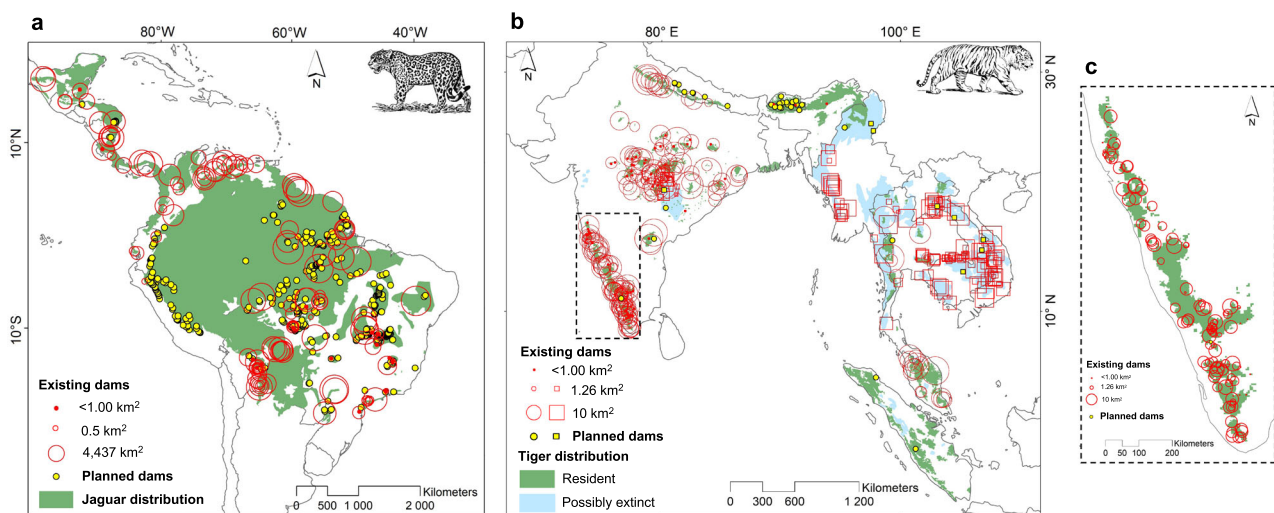 a
80°W
60°W
40°W
N
10°N
10°S
Existing dams
<1.00 km²
0.5 km²
4,437 km²
Planned dams
Jaguar distribution
Kilometers
0 500 1 000 2 000
b
80° E
100° E
N
30° N
10° N
Existing dams
<1.00 km²
1.26 km²
10 km²
Planned dams
Tiger distribution
Resident
Possibly extinct
Kilometers
0 300 600 1 200
c
N
Existing dams
<1.00 km²
1.26 km²
10 km²
Planned dams
Kilometers
0 50 100 200